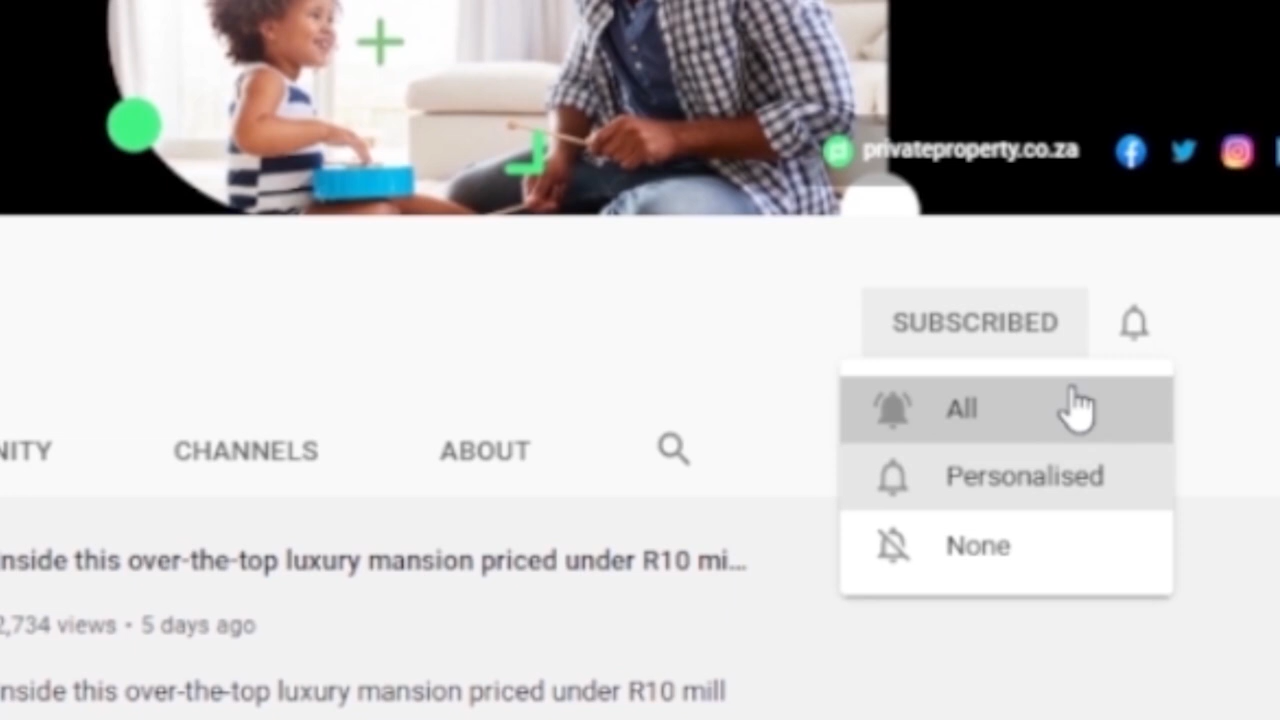 privateproperty.co.za
SUBSCRIBED
All
Personalised
None
NITY CHANNELS ABOUT
nside this over-the-top luxury mansion priced under R10 mi...
2,734 views • 5 days ago
nside this over-the-top luxury mansion priced under R10 mill